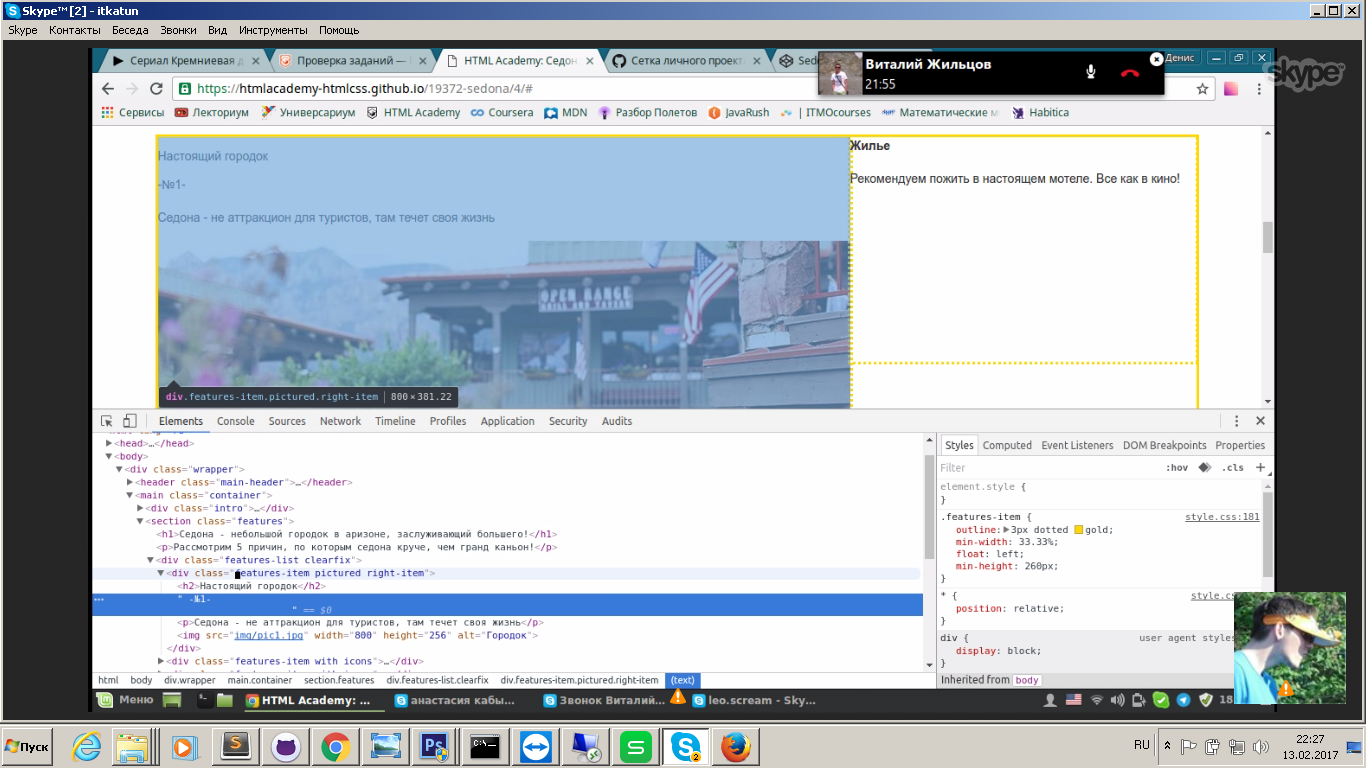 Skype™ [2] - itkatun
Skype Контакты Беседа Звонки Вид Инструменты Помощь
Сериал Кремниевая д
Проверка заданий —
HTML Academy: Седон
Сетка личного проект
Sed
Денис
Виталий Жильцов
21:55
skype
https://htmlacademy-htmlcss.github.io/19372-sedona/4/#
Сервисы Лекториум Универсариум HTML Academy Coursera MDN Разбор Полетов JavaRush | ITMOcourses Математические м Habitica
Настоящий городок
-№1-
Седона - не аттракцион для туристов, там течет своя жизнь
Жилье
Рекомендуем пожить в настоящем мотеле. Все как в кино!
OPEN RANGE
GRILL AND TAVERN
div.features-item.pictured.right-item | 800 × 381.22
Elements Console Sources Network Timeline Profiles Application Security Audits
<head>…</head>
<body>
<div class="wrapper">
<header class="main-header">…</header>
<main class="container">
<div class="intro">…</div>
<section class="features">
<h1>Седона - небольшой городок в аризоне, заслуживающий большего!</h1>
<p>Рассмотрим 5 причин, по которым седона круче, чем гранд каньон!</p>
<div class="features-list clearfix">
<div class="features-item pictured right-item">
<h2>Настоящий городок</h2>
" -№1-
" == $0
<p>Седона - не аттракцион для туристов, там течет своя жизнь</p>
<img src="img/pic1.jpg" width="800" height="256" alt="Городок">
</div>
<div class="features-item with icons">…</div>
html body div.wrapper main.container section.features div.features-list.clearfix div.features-item.pictured.right-item (text)
Styles Computed Event Listeners DOM Breakpoints Properties
Filter :hov .cls +
element.style {
}
.features-item { style.css:181
outline: 3px dotted gold;
min-width: 33.33%;
float: left;
min-height: 260px;
}
* { style.cs
position: relative;
}
div { user agent styles
display: block;
}
Inherited from body
Меню
HTML Academy: ...
анастасия кабы...
Звонок Виталий...
leo.scream - Sky...
18
Пуск
RU
22:27
13.02.2017